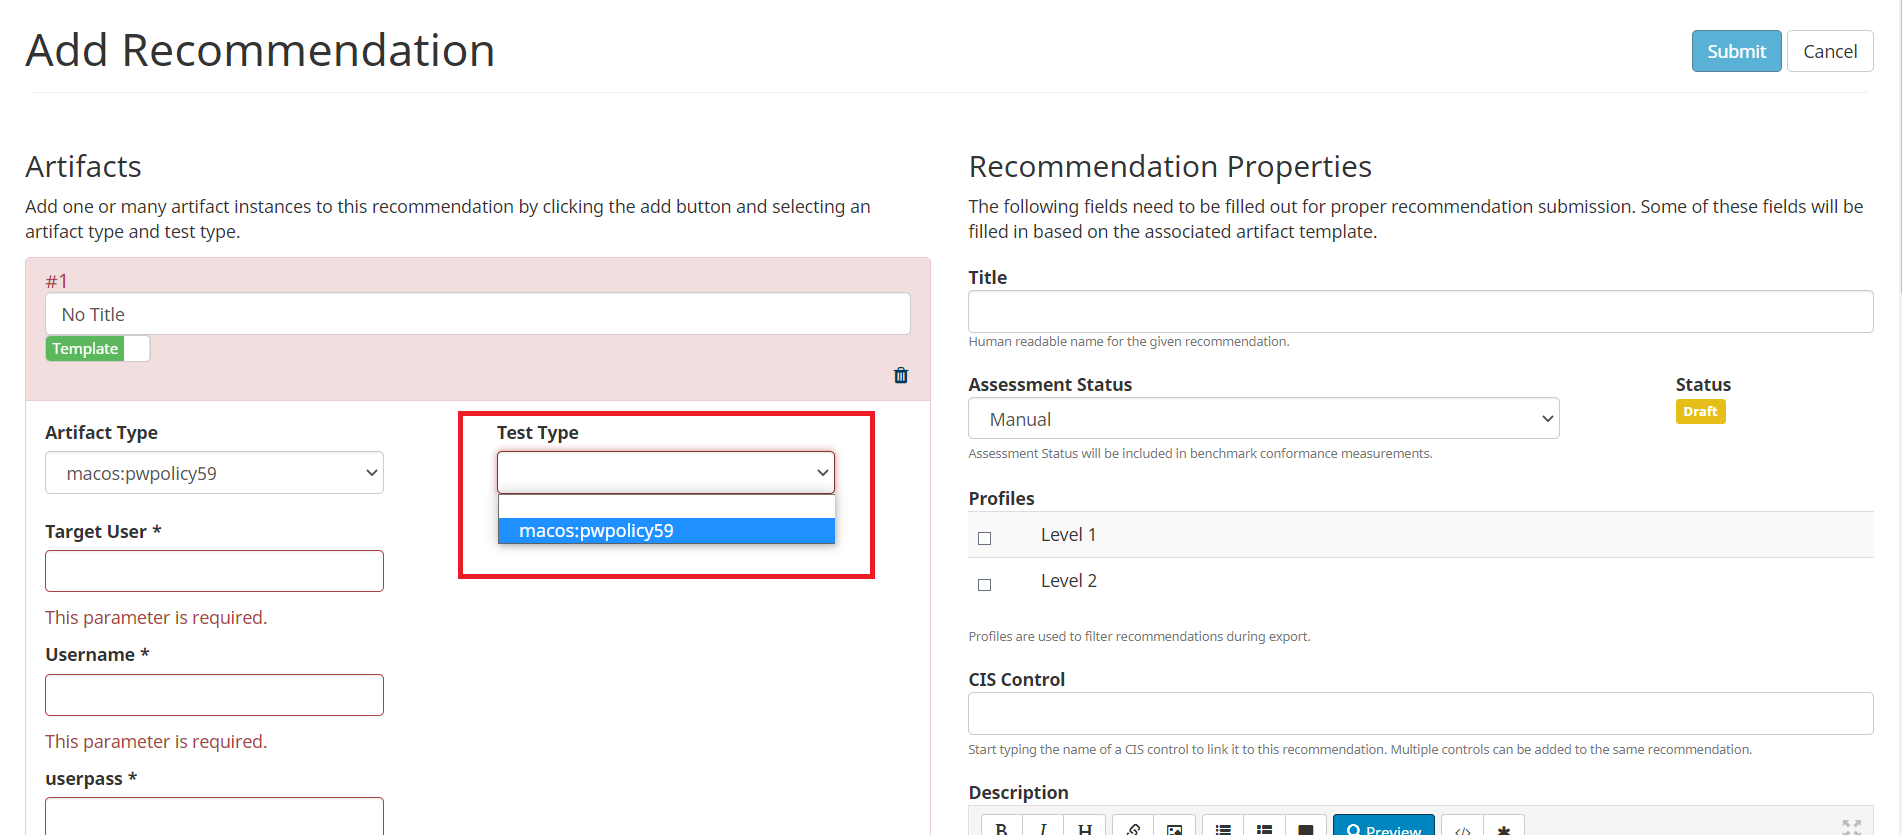 Add Recommendation
Submit
Cancel
Artifacts
Add one or many artifact instances to this recommendation by clicking the add button and selecting an
artifact type and test type.
#1
No Title
Template
Artifact Type
macos:pwpolicy59
Test Type
macos:pwpolicy59
Target User *
This parameter is required.
Username *
This parameter is required.
userpass *
Recommendation Properties
The following fields need to be filled out for proper recommendation submission. Some of these fields will be
filled in based on the associated artifact template.
Title
Human readable name for the given recommendation.
Assessment Status
Manual
Assessment Status will be included in benchmark conformance measurements.
Status
Draft
Profiles
Level 1
Level 2
Profiles are used to filter recommendations during export.
CIS Control
Start typing the name of a CIS control to link it to this recommendation. Multiple controls can be added to the same recommendation.
Description
B I H
Preview